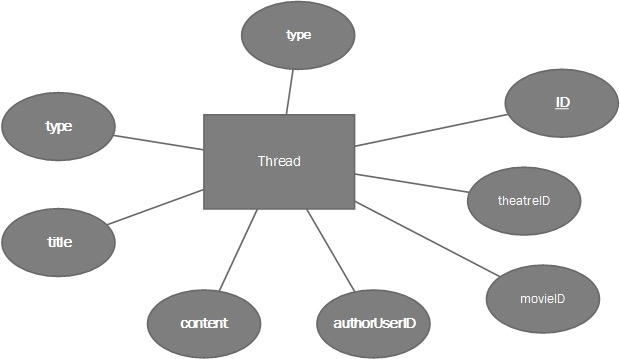 type
ID
type
Thread
theatreID
title
movieID
content
authorUserID